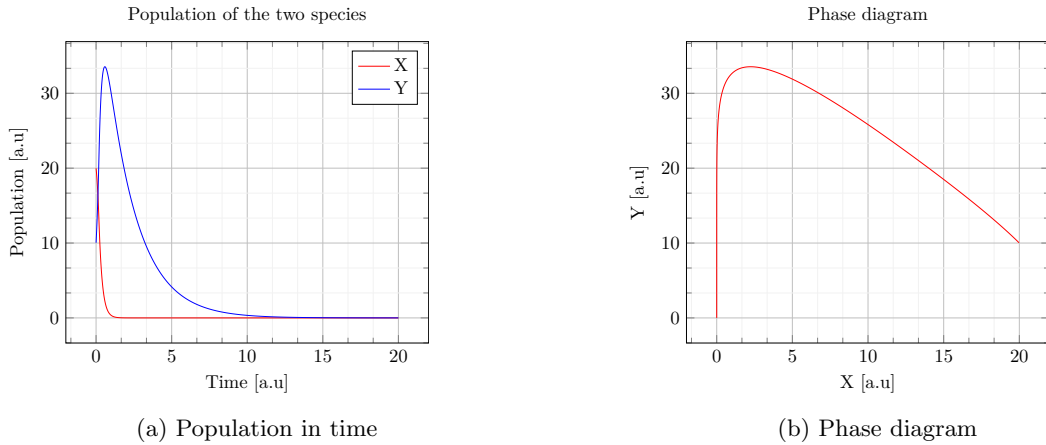 Population of the two species
X
Y
30
20
10
0
Population [a.u]
0 5 10 15 20
Time [a.u]
(a) Population in time
Phase diagram
30
20
10
0
Y [a.u]
0 5 10 15 20
X [a.u]
(b) Phase diagram